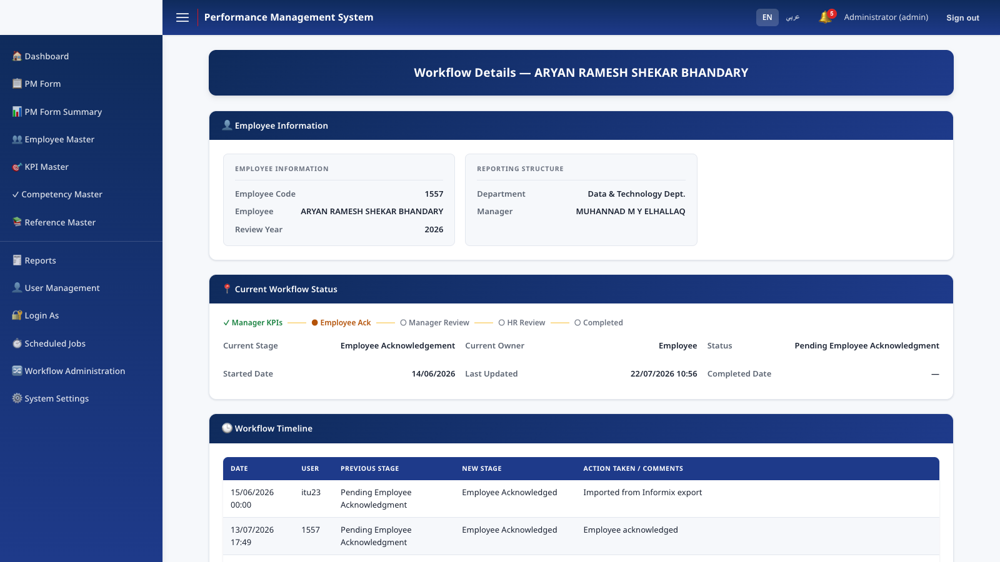 Performance Management System
EN
عربي
5
Administrator (admin)
Sign out
Dashboard
PM Form
PM Form Summary
Employee Master
KPI Master
Competency Master
Reference Master
Reports
User Management
Login As
Scheduled Jobs
Workflow Administration
System Settings
Workflow Details — ARYAN RAMESH SHEKAR BHANDARY
Employee Information
EMPLOYEE INFORMATION
Employee Code 1557
Employee ARYAN RAMESH SHEKAR BHANDARY
Review Year 2026
REPORTING STRUCTURE
Department Data & Technology Dept.
Manager MUHANNAD M Y ELHALLAQ
Current Workflow Status
✓ Manager KPIs ● Employee Ack ○ Manager Review ○ HR Review ○ Completed
Current Stage Employee Acknowledgement Current Owner Employee Status Pending Employee Acknowledgment
Started Date 14/06/2026 Last Updated 22/07/2026 10:56 Completed Date —
Workflow Timeline
DATE USER PREVIOUS STAGE NEW STAGE ACTION TAKEN / COMMENTS
15/06/2026 itu23 Pending Employee Employee Acknowledged Imported from Informix export
00:00 Acknowledgment
13/07/2026 1557 Pending Employee Employee Acknowledged Employee acknowledged
17:49 Acknowledgment